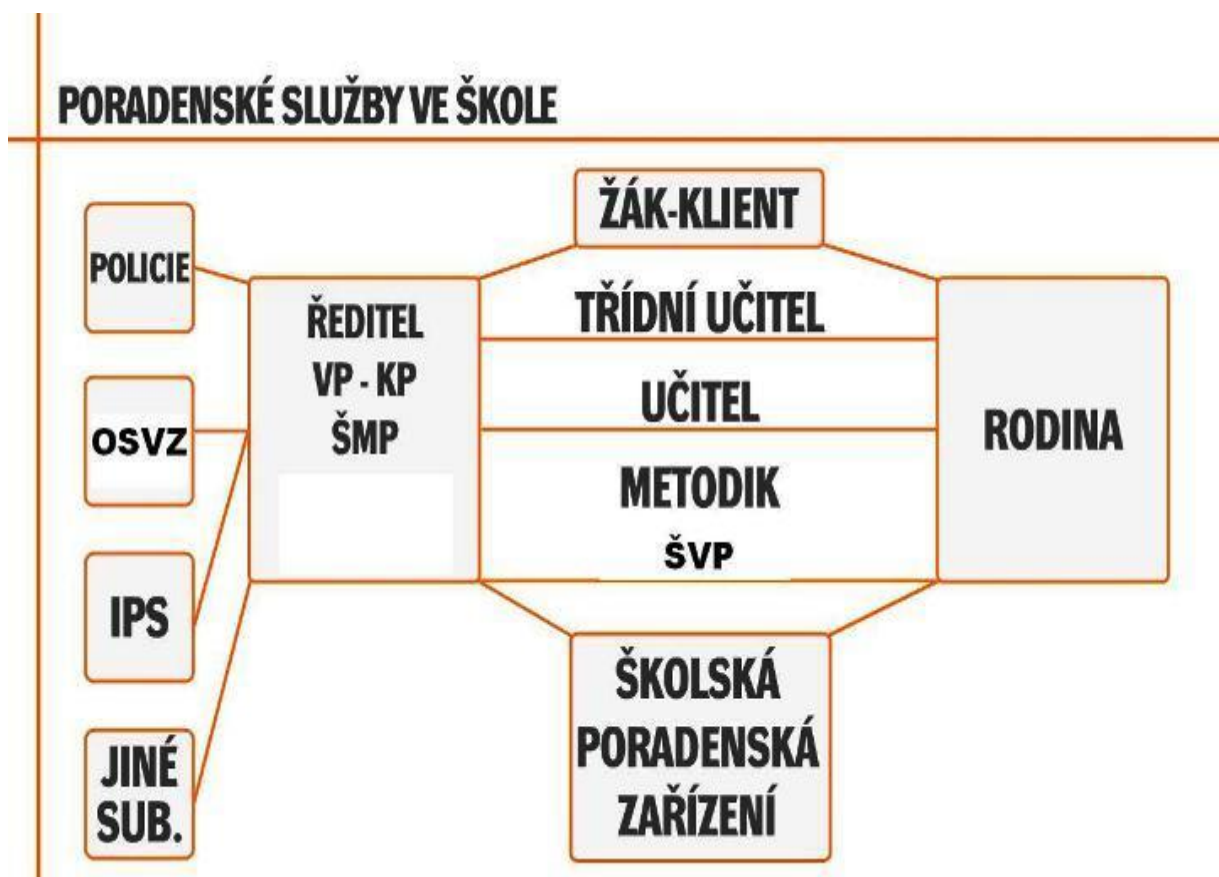 PORADENSKÉ SLUŽBY VE ŠKOLE
ŽÁK-KLIENT
POLICIE
OSVZ
IPS
JINÉ
SUB.
ŘEDITEL
VP - KP
ŠMP
TŘÍDNÍ UČITEL
UČITEL
METODIK
ŠVP
RODINA
ŠKOLSKÁ
PORADENSKÁ
ZAŘÍZENÍ